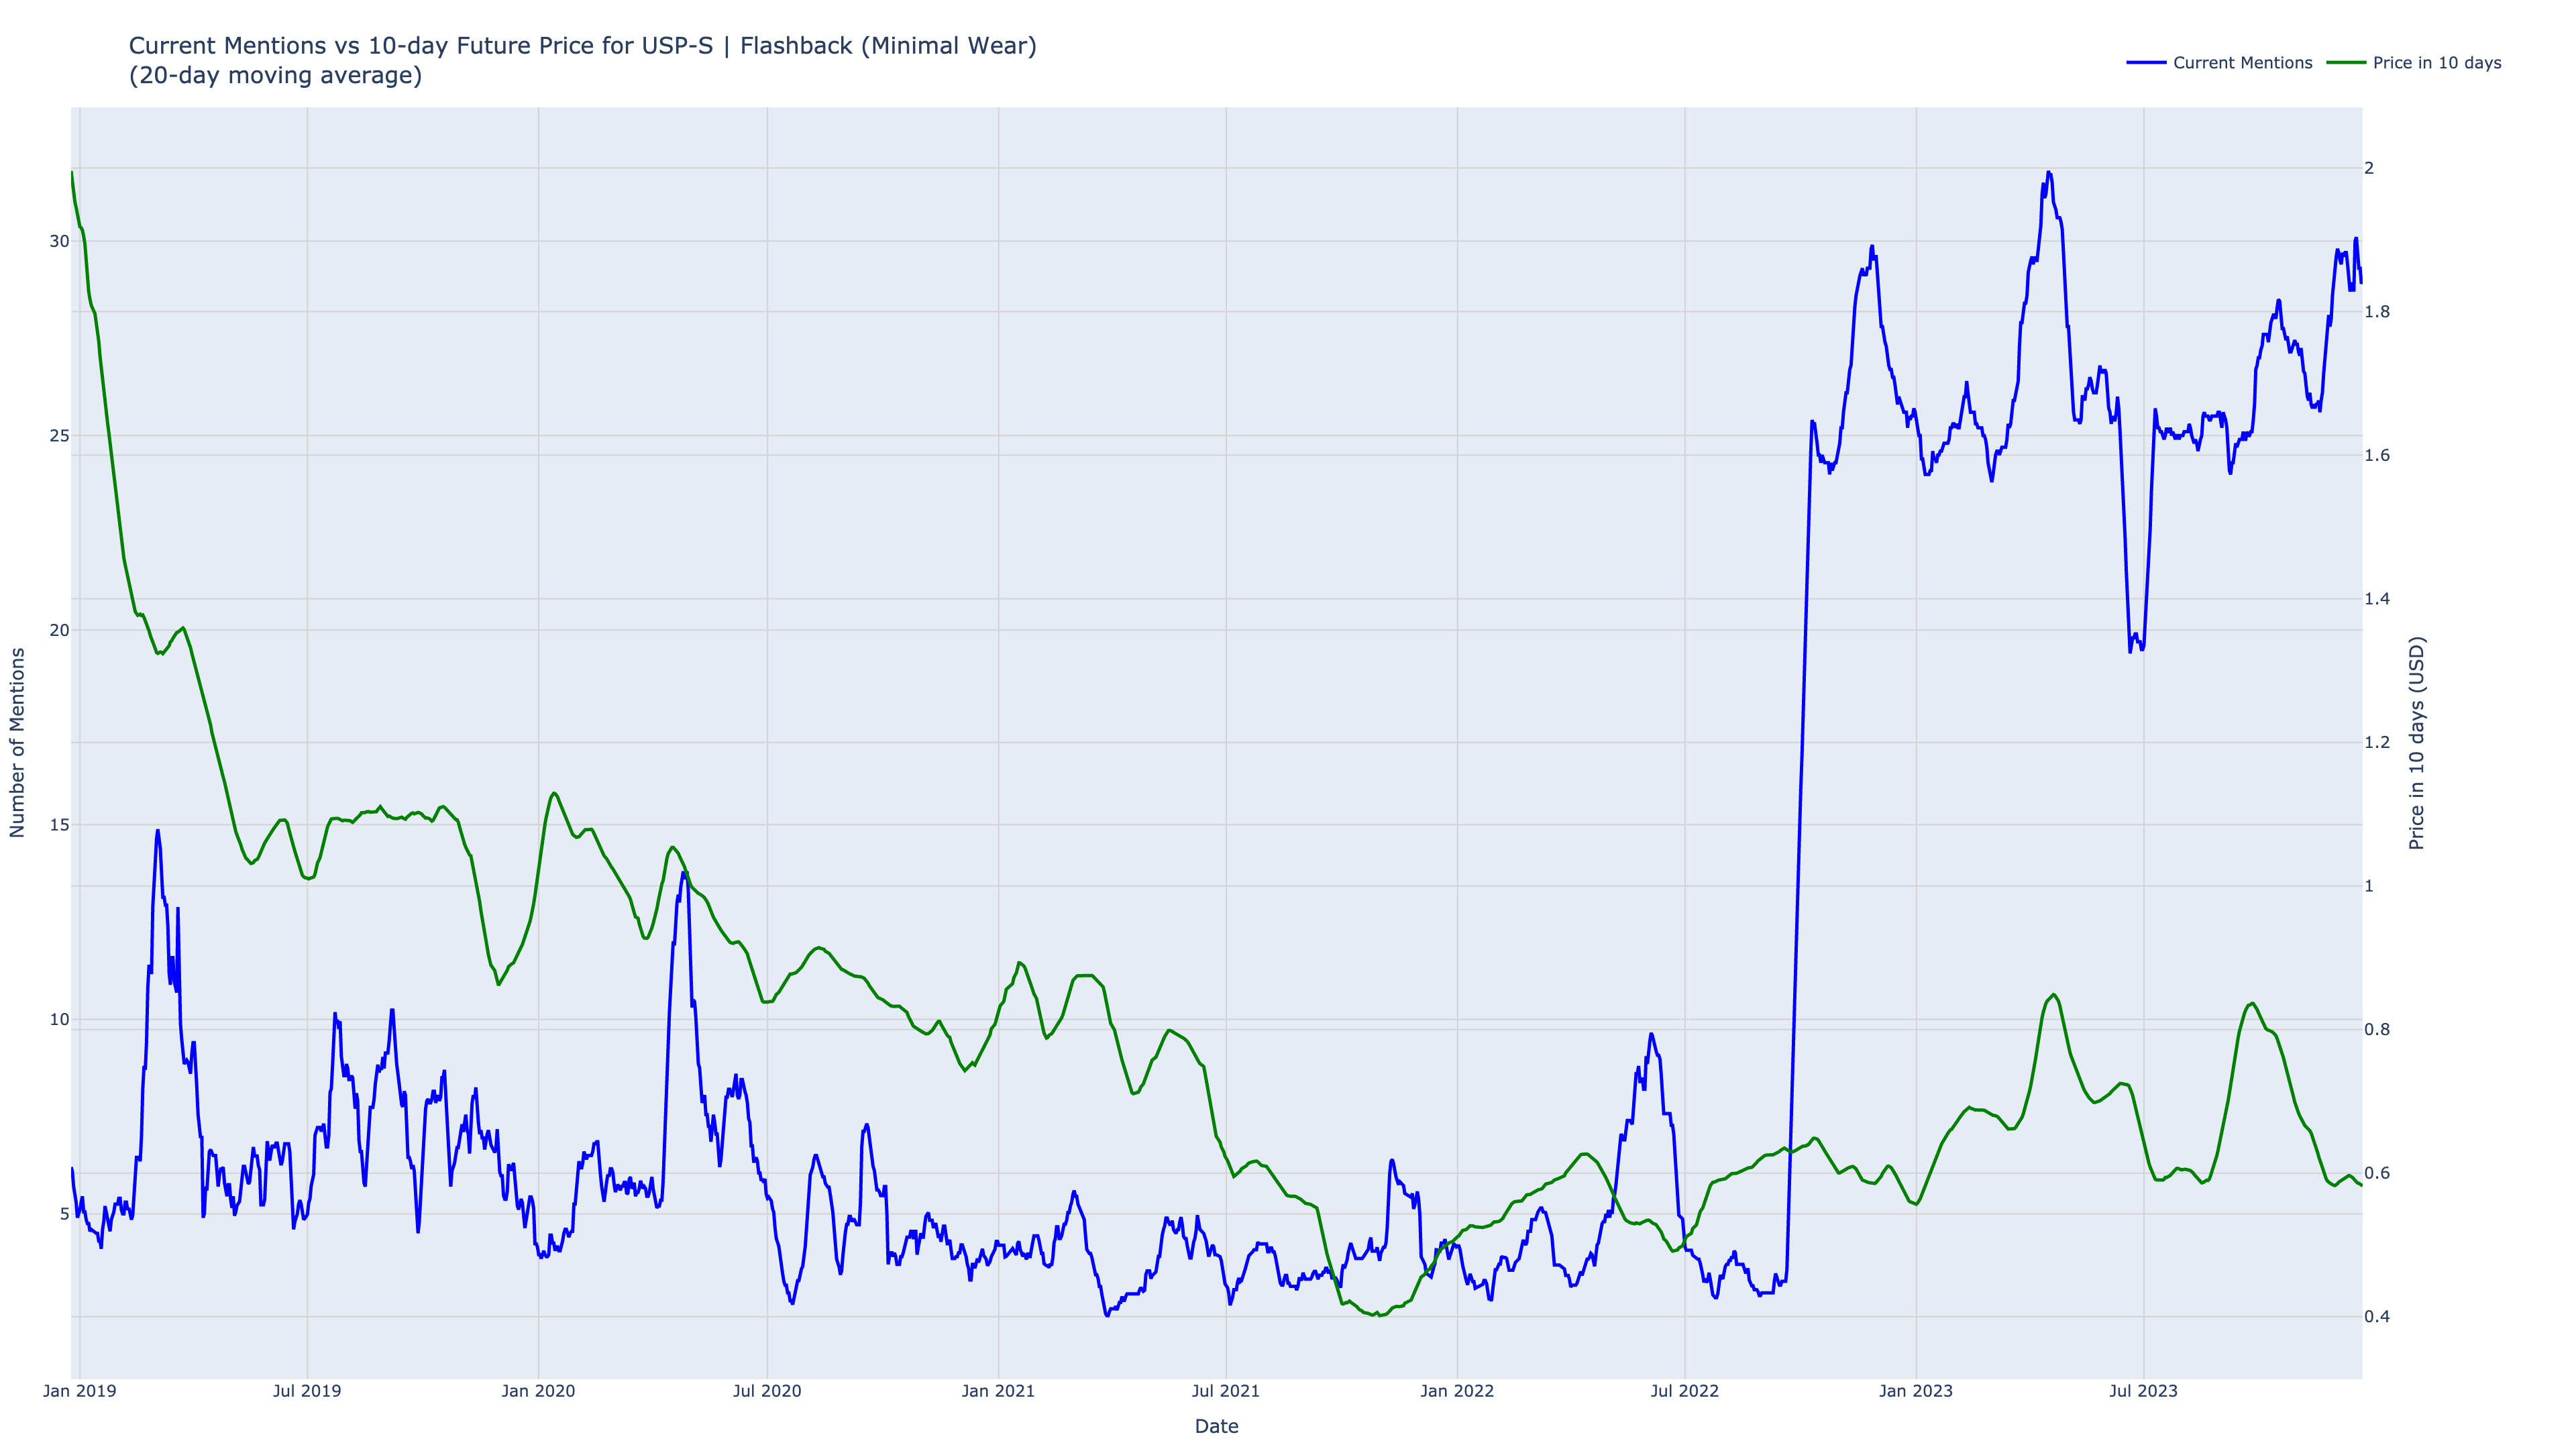 Current Mentions vs 10-day Future Price for USP-S | Flashback (Minimal Wear)
(20-day moving average)
Current Mentions
Price in 10 days
Number of Mentions
30
25
20
15
10
5
2
1.8
1.6
1.4
1.2
1
0.8
0.6
0.4
Price in 10 days (USD)
Jan 2019
Jul 2019
Jan 2020
Jul 2020
Jan 2021
Jul 2021
Jan 2022
Jul 2022
Jan 2023
Jul 2023
Date